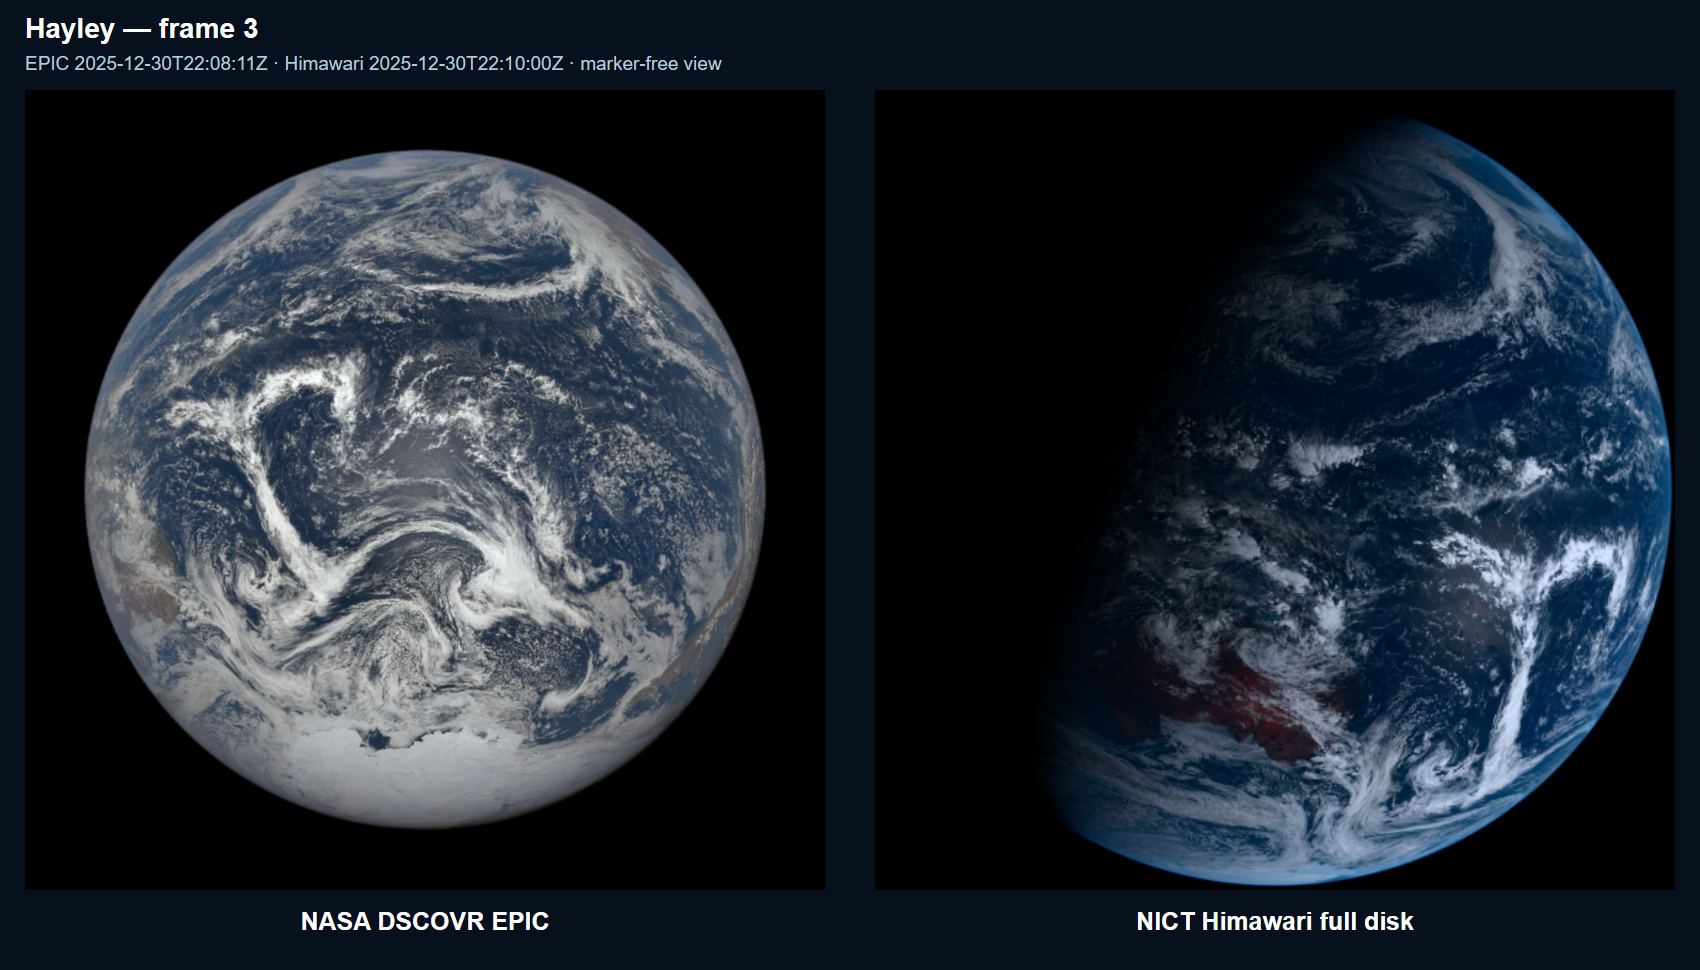 Hayley — frame 3
EPIC 2025-12-30T22:08:11Z · Himawari 2025-12-30T22:10:00Z · marker-free view
NASA DSCOVR EPIC
NICT Himawari full disk